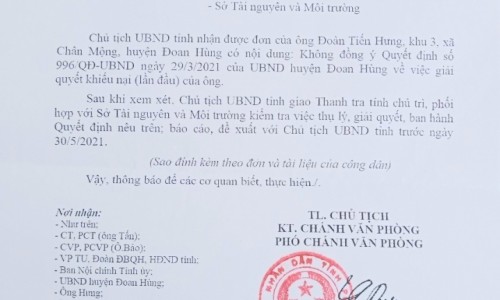 - Sở Tài nguyên và Môi trường
Chủ tịch UBND tỉnh nhận được đơn của ông Đoàn Tiến Hưng, khu 3, xã
Chân Mộng, huyện Đoan Hùng có nội dung: Không đồng ý Quyết định số
996/QĐ-UBND ngày 29/3/2021 của UBND huyện Đoan Hùng về việc giải
quyết khiếu nại (lần đầu) của ông.
Sau khi xem xét. Chủ tịch UBND tỉnh giao Thanh tra tỉnh chủ trì, phối
hợp với Sở Tài nguyên và Môi trường kiểm tra việc thụ lý, giải quyết, ban hành
Quyết định nêu trên; báo cáo, đề xuất với Chủ tịch UBND tỉnh trước ngày
30/5/2021.
(Sao đính kèm theo đơn và tài liệu của công dân)
Vậy, thông báo để các cơ quan biết, thực hiện./.
Nơi nhận:
- Như trên;
- CT, PCT (ông Tấu);
- CVP, PCVP (Ô.Bảo);
- VP TU, Đoàn ĐBQH, HĐND tỉnh;
- Ban Nội chính Tỉnh ủy;
- UBND huyện Đoan Hùng;
- Ông Hưng;
TL. CHỦ TỊCH
KT. CHÁNH VĂN PHÒNG
PHÓ CHÁNH VĂN PHÒNG
NHÂN DÂN TỈNH